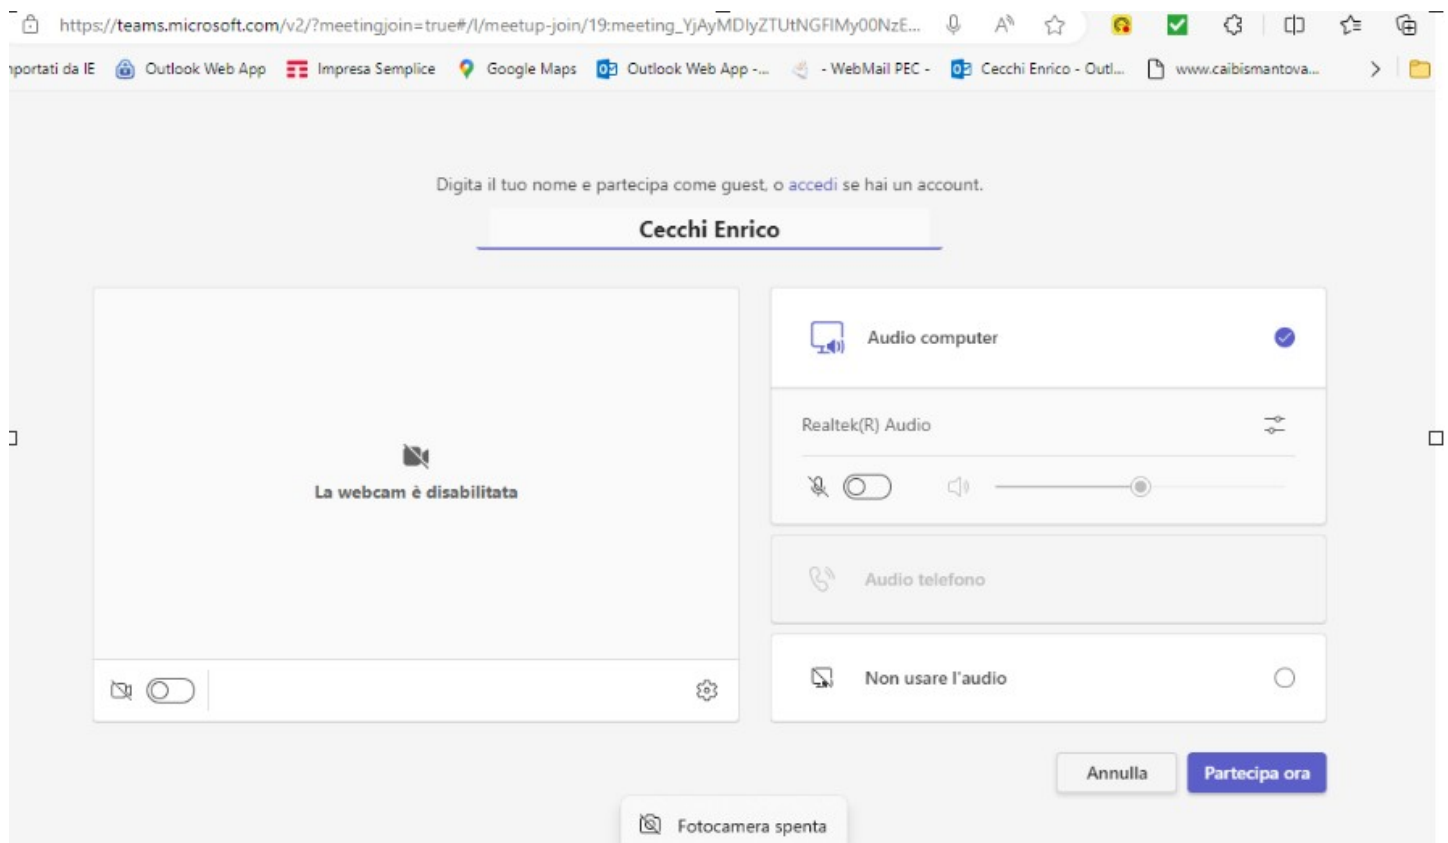 https://teams.microsoft.com/v2/?meetingjoin=true#/l/meetup-join/19:meeting_YjAyMDIyZTUtNGFlMy00NzE...
nportati da IE Outlook Web App Impresa Semplice Google Maps Outlook Web App -... - WebMail PEC - Cecchi Enrico - Outl... www.caibismantova...
Digita il tuo nome e partecipa come guest, o accedi se hai un account.
Cecchi Enrico
Audio computer
Realtek(R) Audio
La webcam è disabilitata
Audio telefono
Non usare l'audio
Annulla Partecipa ora
Fotocamera spenta